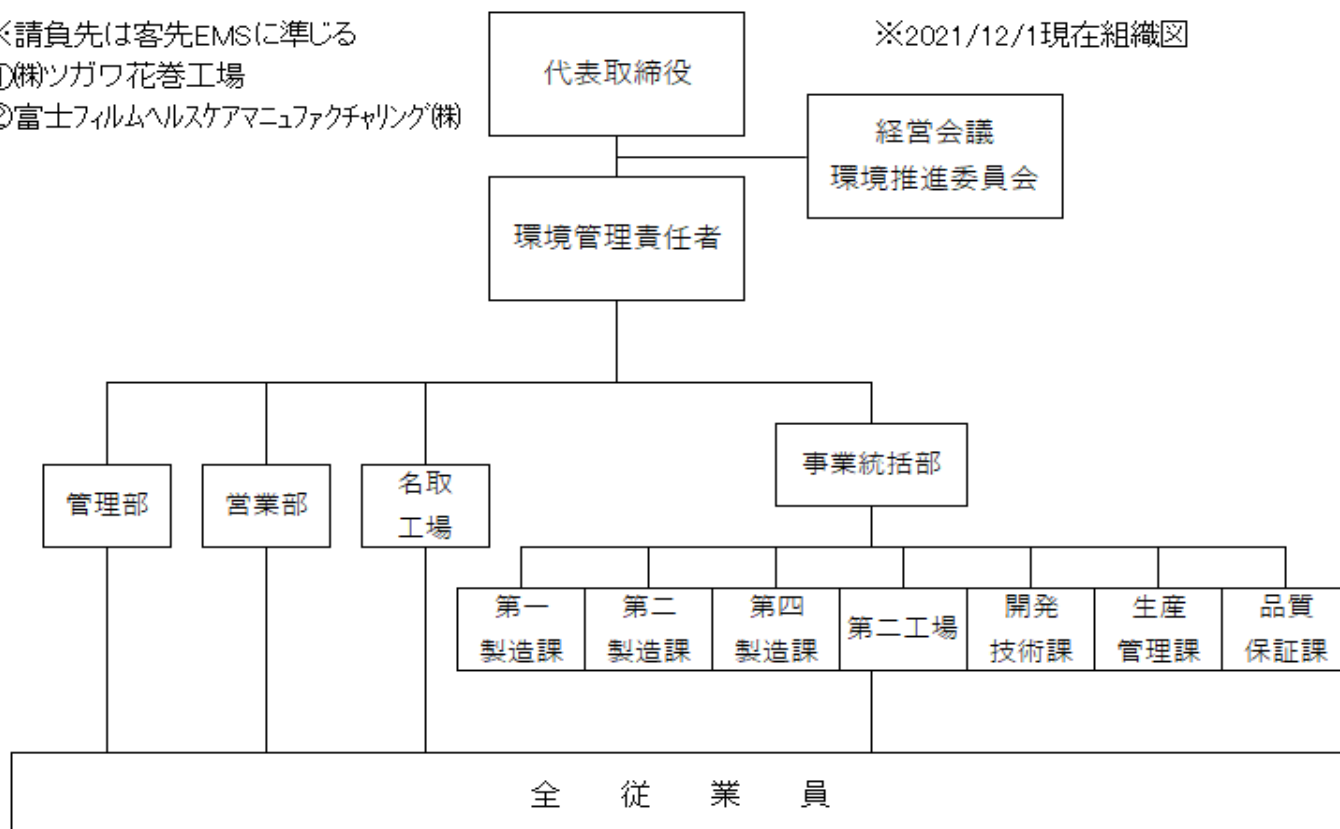 ※請負先は客先EMSに準じる
①㈱ツガワ花巻工場
②富士フィルムヘルスケアマニュファクチャリング㈱
※2021/12/1現在組織図
代表取締役
経営会議
環境推進委員会
環境管理責任者
事業統括部
管理部
営業部
名取
工場
第一
製造課
第二
製造課
第四
製造課
第二工場
開発
技術課
生産
管理課
品質
保証課
全 従 業 員